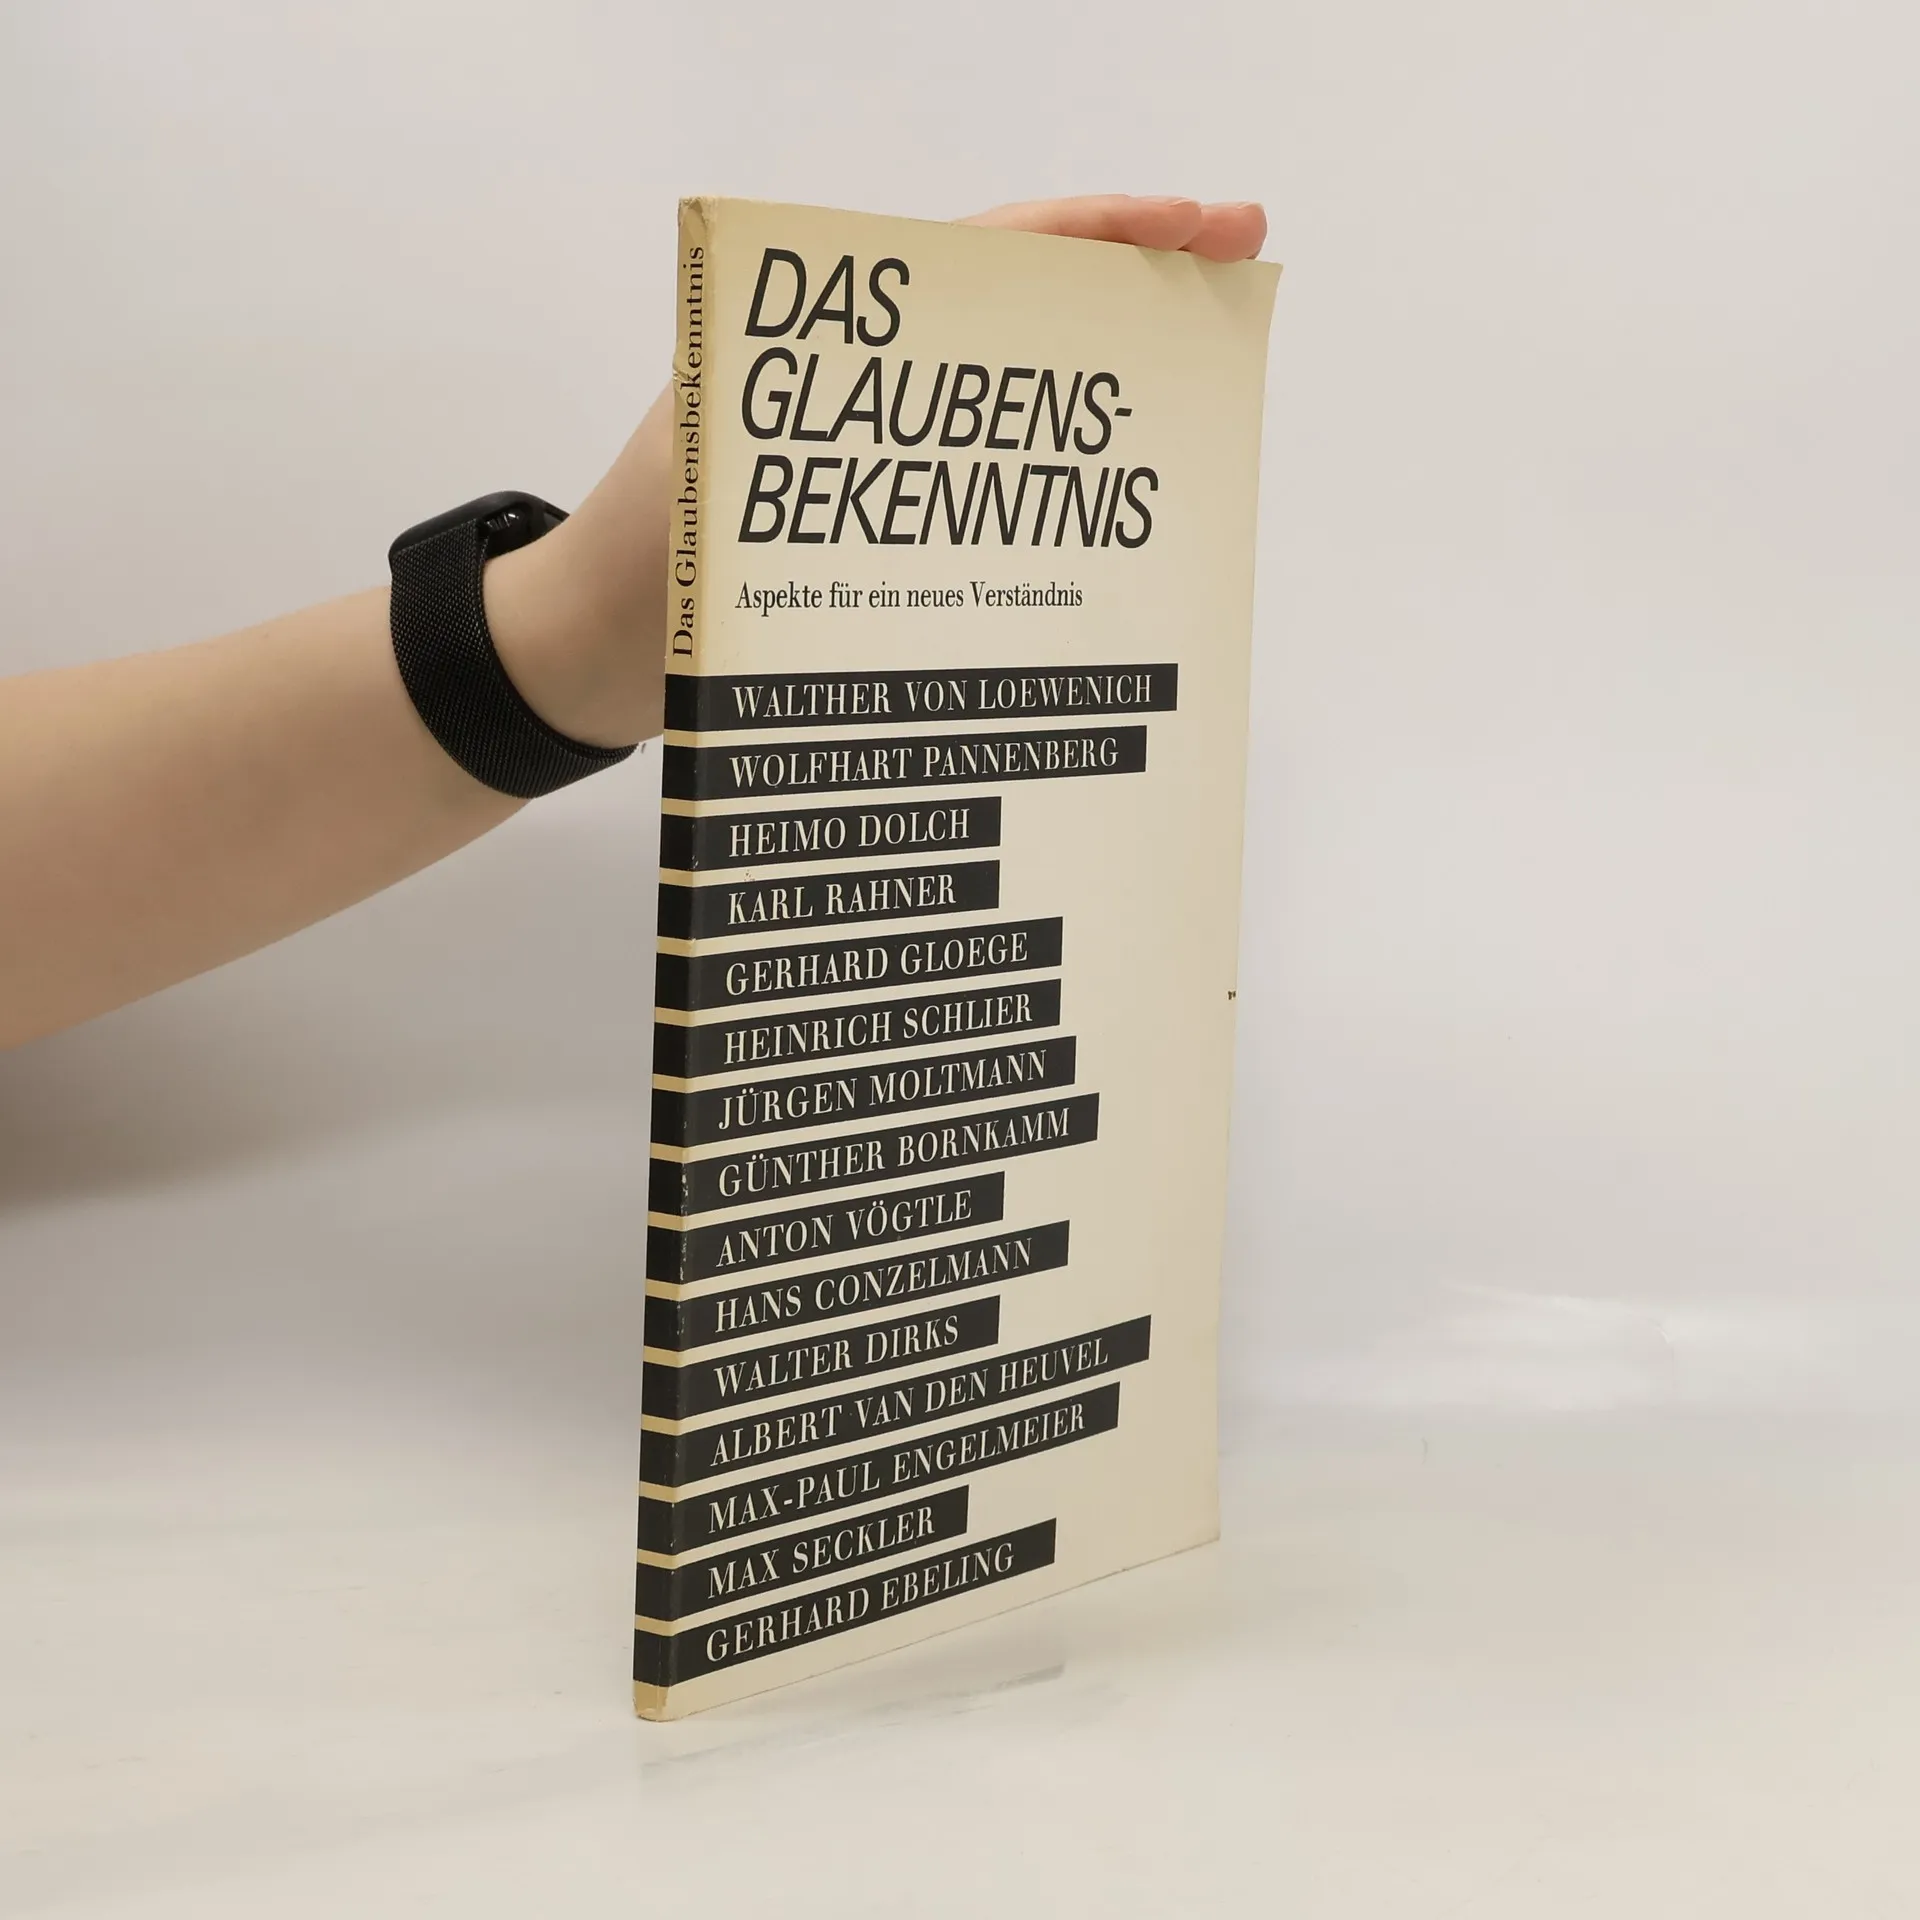 Das Glaubensbekenntnis
DAS
GLAUBENS-
BEKENNTNIS
Aspekte für ein neues Verständnis
WALTHER VON LOEWENICH
WOLFHART PANNENBERG
HEIMO DOLCH
KARL RAHNER
GERHARD GLOEGE
HEINRICH SCHLIER
JÜRGEN MOLTMANN
GÜNTHER BORNKAMM
ANTON VÖGTLE
HANS CONZELMANN
WALTER DIRKS
ALBERT VAN DEN HEUVEL
MAX-PAUL ENGELMEIER
MAX SECKLER
GERHARD EBELING